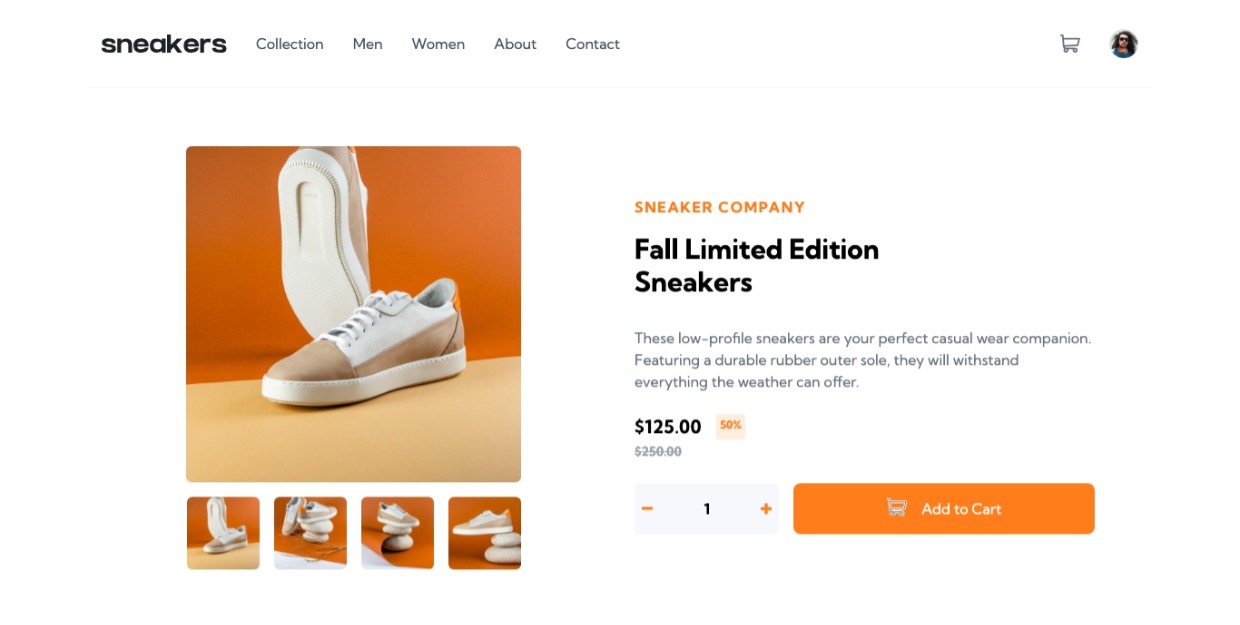 sneakers Collection Men Women About Contact
SNEAKER COMPANY
Fall Limited Edition
Sneakers
These low-profile sneakers are your perfect casual wear companion.
Featuring a durable rubber outer sole, they will withstand
everything the weather can offer.
$125.00 50%
$250.00
− 1 + Add to Cart